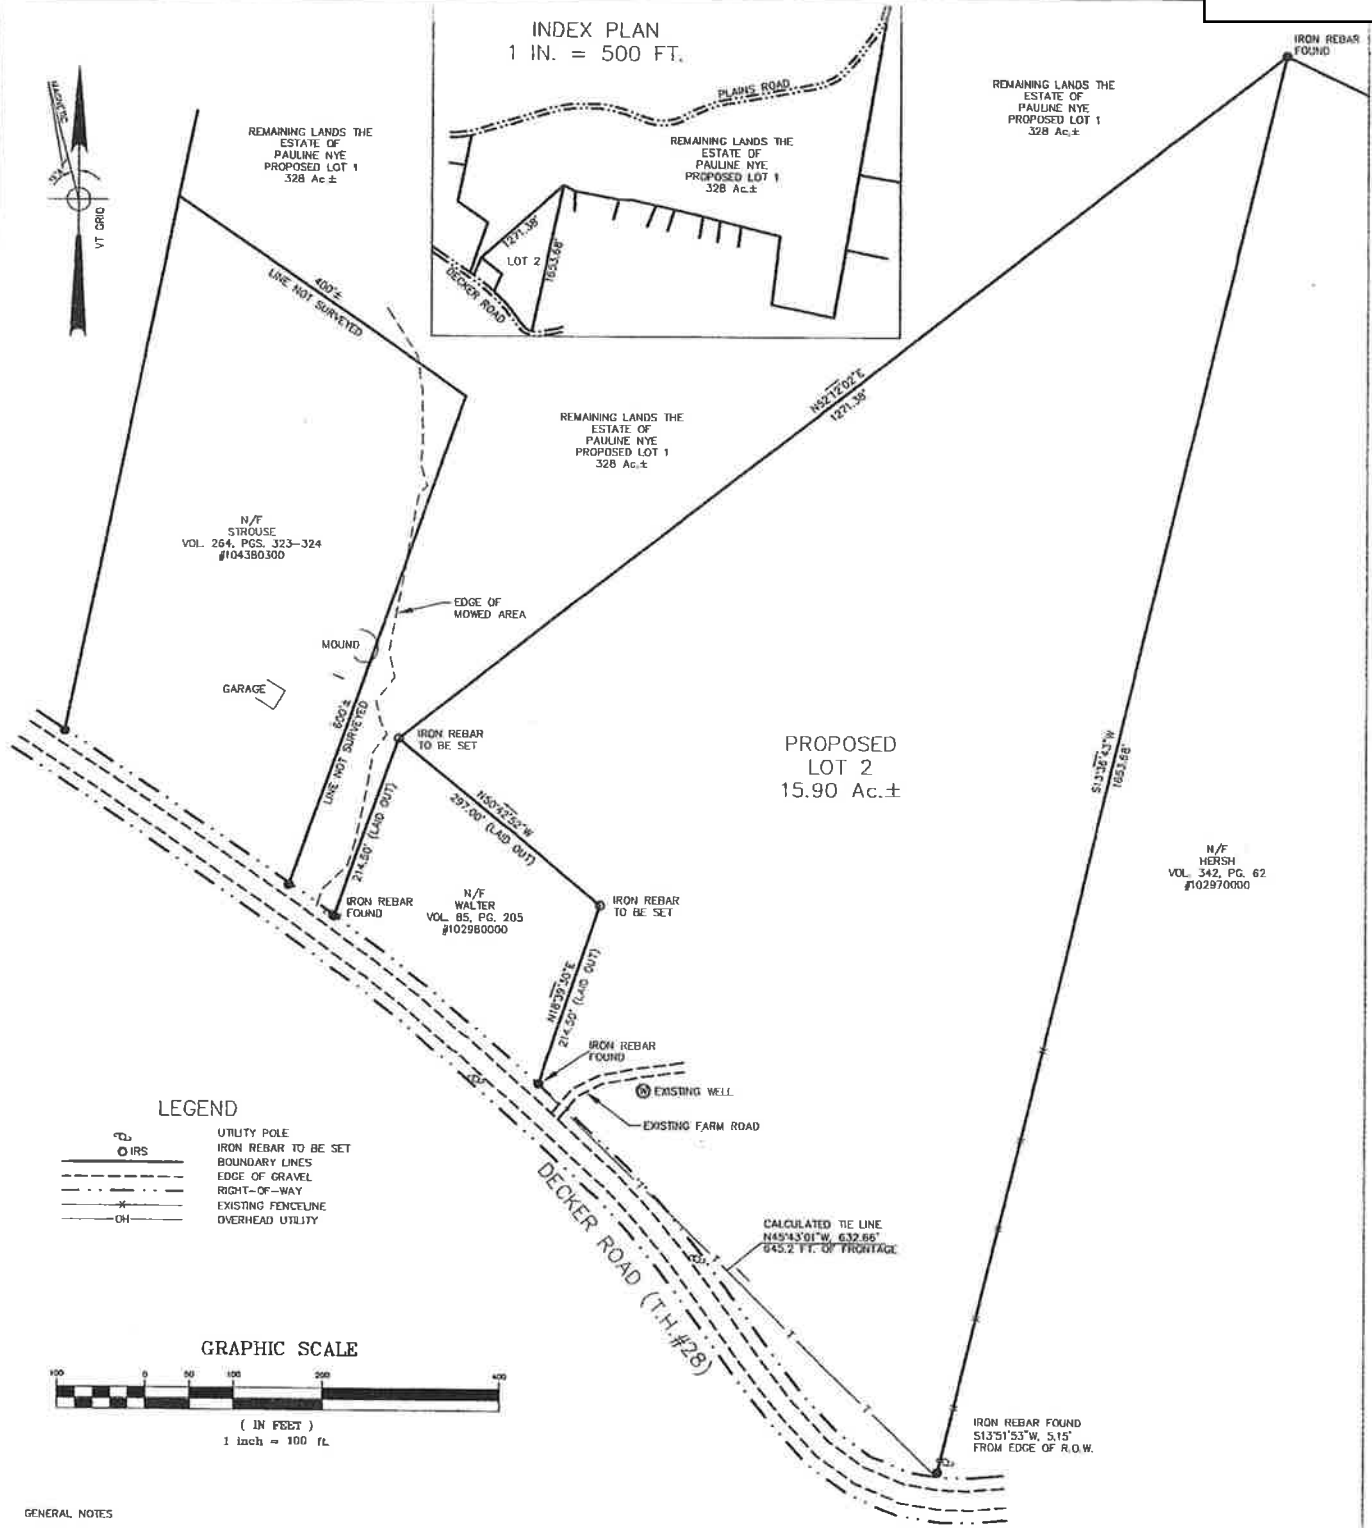 INDEX PLAN
1 IN. = 500 FT.
PLAINS ROAD
REMAINING LANDS THE
ESTATE OF
PAULINE NYE
PROPOSED LOT 1
328 Ac.±
1271.38'
LOT 2
1653.68'
DECKER ROAD
MAGNETIC
VT GRID
REMAINING LANDS THE
ESTATE OF
PAULINE NYE
PROPOSED LOT 1
328 Ac.±
REMAINING LANDS THE
ESTATE OF
PAULINE NYE
PROPOSED LOT 1
328 Ac.±
IRON REBAR
FOUND
400'±
LINE NOT SURVEYED
N52°12'02"E
1271.38'
REMAINING LANDS THE
ESTATE OF
PAULINE NYE
PROPOSED LOT 1
328 Ac.±
N/F
STROUSE
VOL. 264, PGS. 323-324
#104380300
EDGE OF
MOWED AREA
MOUND
GARAGE
600'±
LINE NOT SURVEYED
IRON REBAR
TO BE SET
214.50' (LAID OUT)
N50°42'52"W
297.00' (LAID OUT)
PROPOSED
LOT 2
15.90 Ac.±
S13°36'43"W
1653.68'
N/F
HERSH
VOL. 342, PG. 62
#102970000
IRON REBAR
FOUND
N/F
WALTER
VOL. 85, PG. 205
#102980000
IRON REBAR
TO BE SET
N18°39'30"E
214.50' (LAID OUT)
IRON REBAR
FOUND
W EXISTING WELL
EXISTING FARM ROAD
LEGEND
UTILITY POLE
IRS IRON REBAR TO BE SET
BOUNDARY LINES
EDGE OF GRAVEL
RIGHT-OF-WAY
X EXISTING FENCELINE
OH OVERHEAD UTILITY
DECKER ROAD (T.H.#28)
CALCULATED TIE LINE
N45°43'01"W, 632.66'
645.2 FT. OF FRONTAGE
GRAPHIC SCALE
100 0 50 100 200 400
( IN FEET )
1 inch = 100 ft.
IRON REBAR FOUND
S13°51'53"W, 5.15'
FROM EDGE OF R.O.W.
GENERAL NOTES